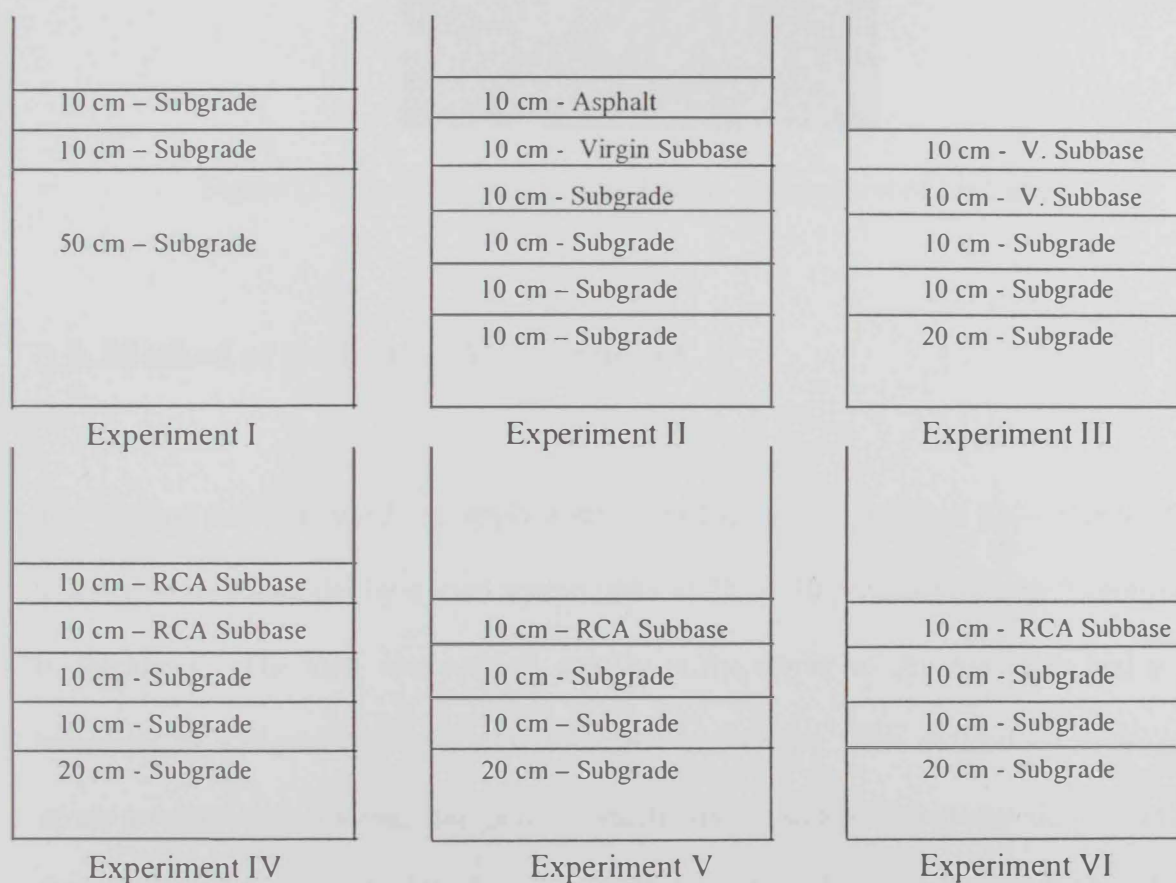 10 cm – Subgrade
10 cm – Subgrade
50 cm – Subgrade
Experiment I
10 cm - Asphalt
10 cm - Virgin Subbase
10 cm - Subgrade
10 cm – Subgrade
10 cm – Subgrade
10 cm – Subgrade
Experiment II
10 cm - V. Subbase
10 cm - V. Subbase
10 cm - Subgrade
10 cm - Subgrade
20 cm – Subgrade
Experiment III
10 cm – RCA Subbase
10 cm – RCA Subbase
10 cm - Subgrade
10 cm – Subgrade
20 cm - Subgrade
Experiment IV
10 cm – RCA Subbase
10 cm - Subgrade
10 cm – Subgrade
20 cm – Subgrade
Experiment V
10 cm - RCA Subbase
10 cm - Subgrade
10 cm - Subgrade
20 cm – Subgrade
Experiment VI